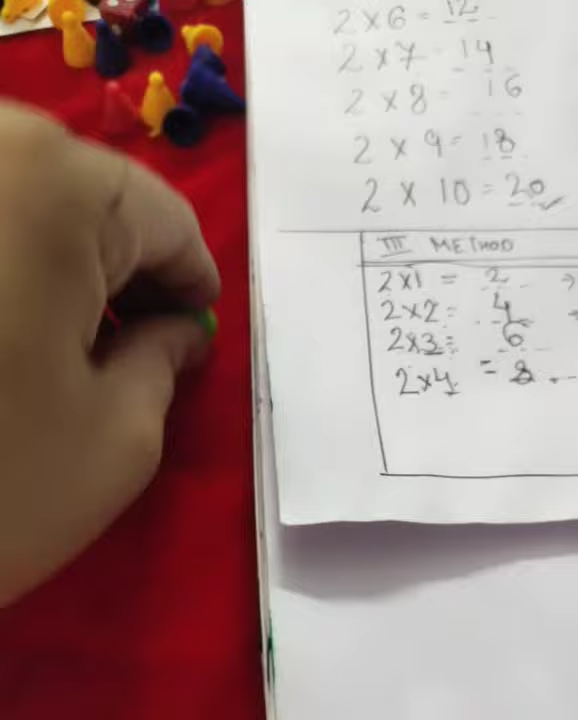 2 x 6 = 12
2 x 7 = 14
2 x 8 = 16
2 x 9 = 18
2 x 10 = 20
III METHOD
2x1 = 2 →
2x2 = 4 →
2x3 = 6
2x4 = 8